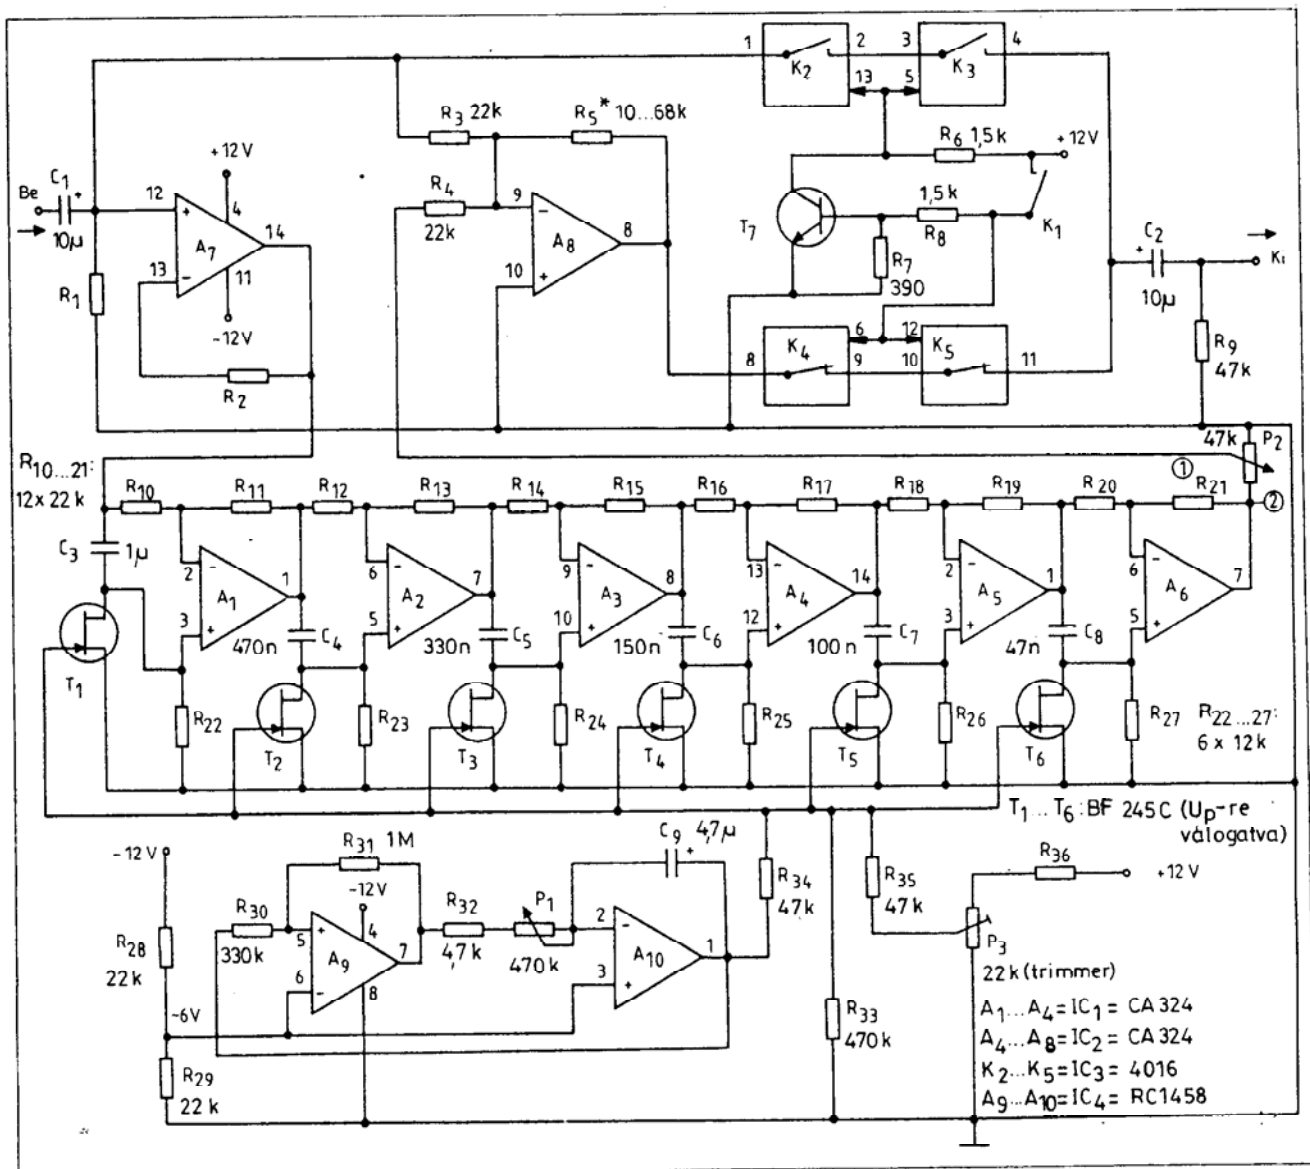 1
2
3
4
K2
K3
13
5
R3 22k
R5* 10...68k
R6 1,5k
+12V
+12V
C1
+
Be
10µ
12
+
4
A7
14
13
−
11
−12V
R1
R2
R4
22k
9
−
A8
8
10
+
T7
1,5k
R8
K1
R7
390
C2
+
10µ
Ki
R9
47k
6
12
K4
K5
8
9
10
11
47k
P2
①
②
R10...21:
12x 22 k
R10
R11
R12
R13
R14
R15
R16
R17
R18
R19
R20
R21
C3
1µ
2
−
A1
1
3
+
6
−
A2
7
5
+
9
−
A3
8
10
+
13
−
A4
14
12
+
2
−
A5
1
3
+
6
−
A6
7
5
+
C4
470n
C5
330n
C6
150n
C7
100n
C8
47n
T1
T2
T3
T4
T5
T6
R22
R23
R24
R25
R26
R27
R22...27:
6 x 12k
T1...T6:BF 245C (Up-re
válogatva)
−12V
R28
22k
−6V
R29
22k
R30
330k
R31 1M
−12V
4
5
+
A9
7
6
−
8
R32
4,7k
P1
470k
C9
4,7µ
+
2
−
A10
1
3
+
R34
47k
R35
47k
R33
470k
R36
+12V
P3
22k(trimmer)
A1...A4=IC1= CA324
A4...A8=IC2= CA324
K2...K5=IC3= 4016
A9...A10=IC4= RC1458